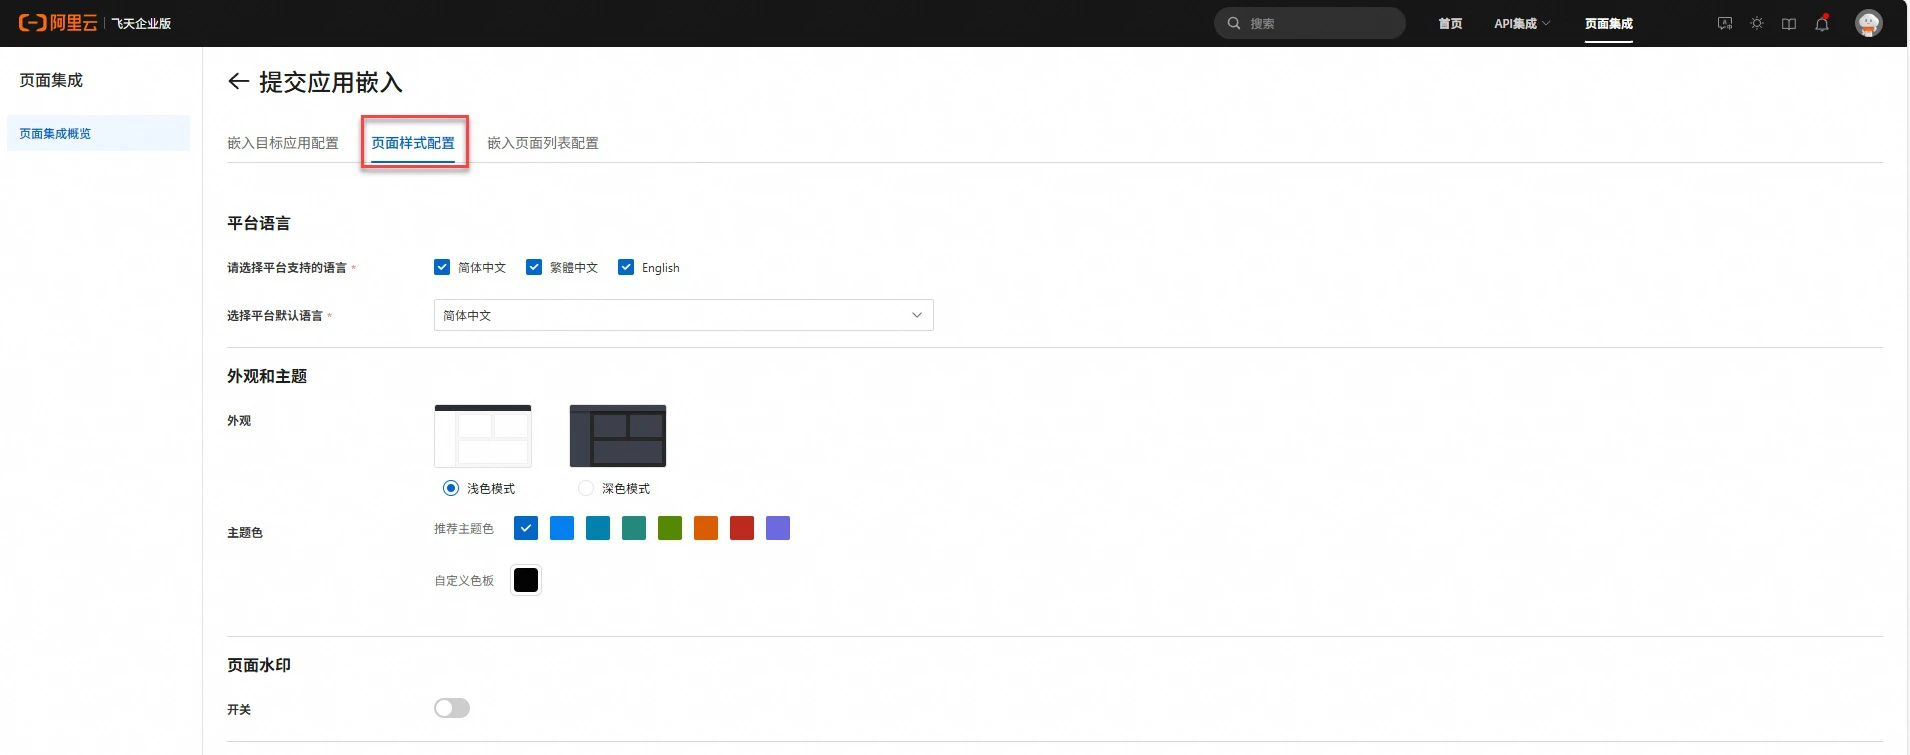 阿里云 飞天企业版 搜索 首页 API集成 页面集成
页面集成
提交应用嵌入
页面集成概览
嵌入目标应用配置 页面样式配置 嵌入页面列表配置
平台语言
请选择平台支持的语言 * 简体中文 繁體中文 English
选择平台默认语言 * 简体中文
外观和主题
外观
浅色模式 深色模式
主题色 推荐主题色
自定义色板
页面水印
开关